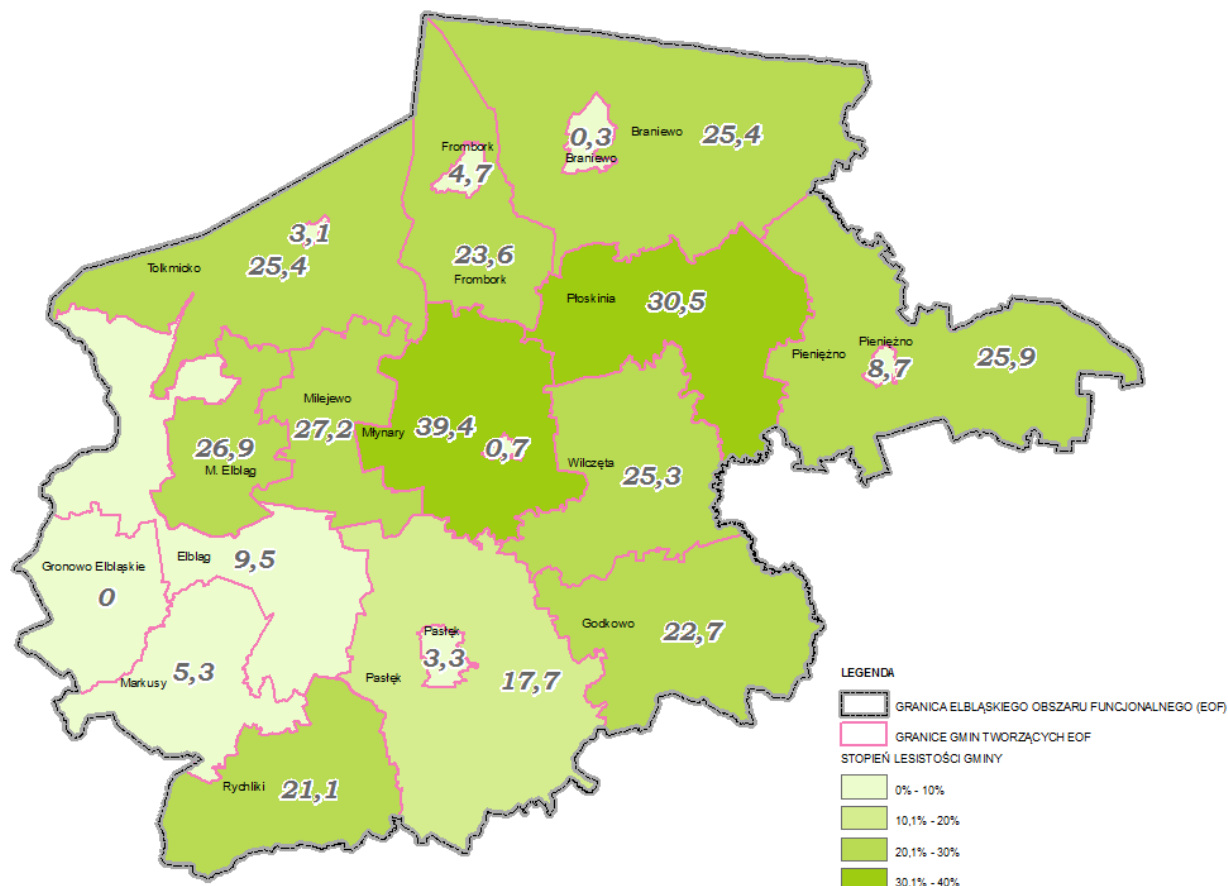 Frombork
4,7
0,3
Braniewo
Braniewo
25,4
3,1
25,4
Tolkmicko
23,6
Frombork
Płoskinia
30,5
Pieniężno
Pieniężno
8,7
25,9
Milejewo
27,2
Młynary
39,4
0,7
26,9
M. Elbląg
Wilczęta
25,3
Elbląg
9,5
Gronowo Elbląskie
0
Markusy
5,3
Pasłęk
3,3
Pasłęk
17,7
Godkowo
22,7
Rychliki
21,1
LEGENDA
GRANICA ELBLĄSKIEGO OBSZARU FUNCJONALNEGO (EOF)
GRANICE GMIN TWORZĄCYCH EOF
STOPIEŃ LESISTOŚCI GMINY
0% - 10%
10,1% - 20%
20,1% - 30%
30,1% - 40%